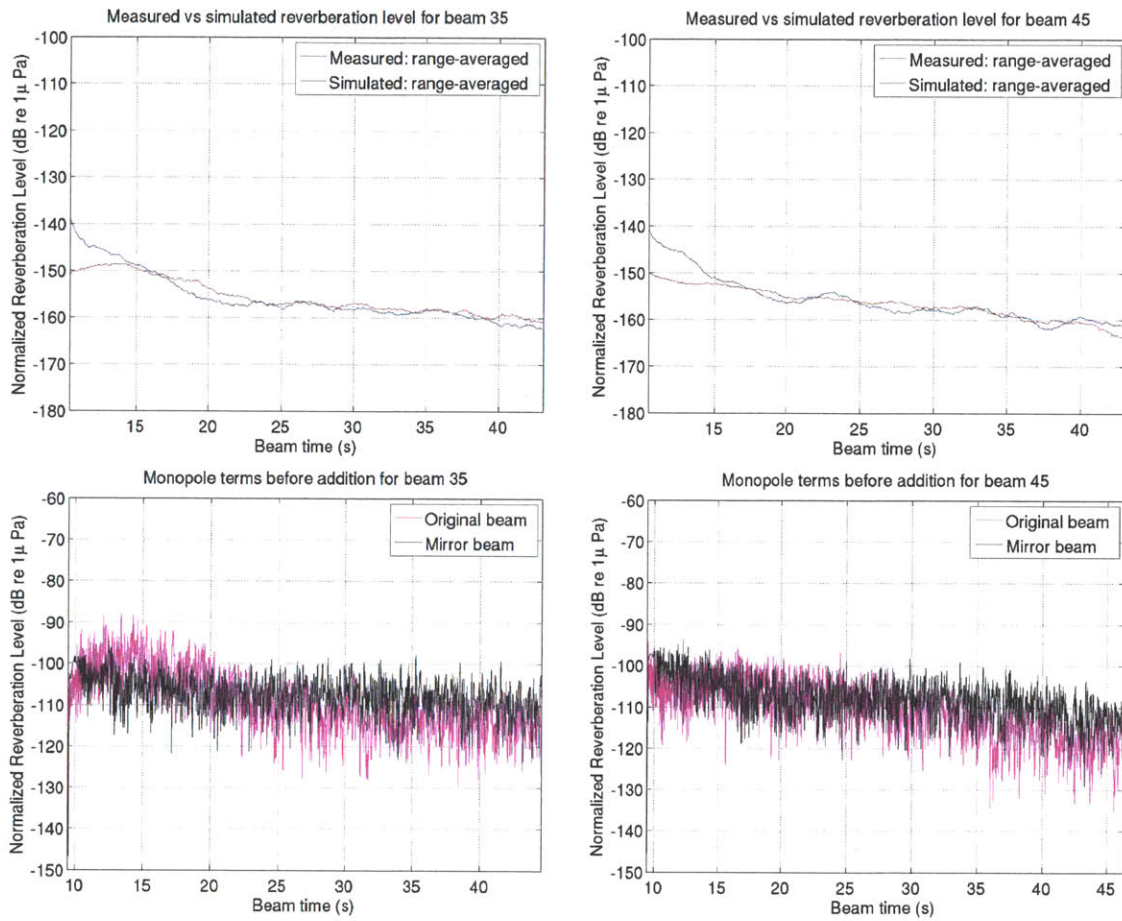 Measured vs simulated reverberation level for beam 35
-100
-110
-120
-130
-140
-150
-160
-170
-180
Normalized Reverberation Level (dB re 1μ Pa)
Measured: range-averaged
Simulated: range-averaged
15 20 25 30 35 40
Beam time (s)
Measured vs simulated reverberation level for beam 45
-100
-110
-120
-130
-140
-150
-160
-170
-180
Normalized Reverberation Level (dB re 1μ Pa)
Measured: range-averaged
Simulated: range-averaged
15 20 25 30 35 40
Beam time (s)
Monopole terms before addition for beam 35
-60
-70
-80
-90
-100
-110
-120
-130
-140
-150
Normalized Reverberation Level (dB re 1μ Pa)
Original beam
Mirror beam
10 15 20 25 30 35 40
Beam time (s)
Monopole terms before addition for beam 45
-60
-70
-80
-90
-100
-110
-120
-130
-140
-150
Normalized Reverberation Level (dB re 1μ Pa)
Original beam
Mirror beam
10 15 20 25 30 35 40 45
Beam time (s)